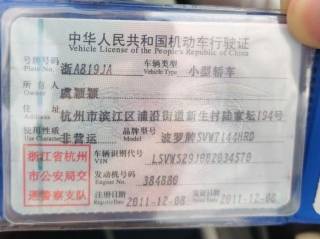 中华人民共和国机动车行驶证
Vehicle License of the People's Republic of China
号牌号码 浙A819JA 车辆类型 小型轿车
Plate No. Vehicle Type
所有人 虞颖颖
Owner
住址 杭州市滨江区浦沿街道新生村陆家坛194号
Address
使用性质 非营运 品牌型号 波罗牌SVW7144HRD
Use Character Model
浙江省杭州 车辆识别代号
VIN
市公安局交 发动机号码 384880
Engine No.
通警察支队 注册日期 2011-12-08 发证日期 2011-12-08
Register Date Issue Date